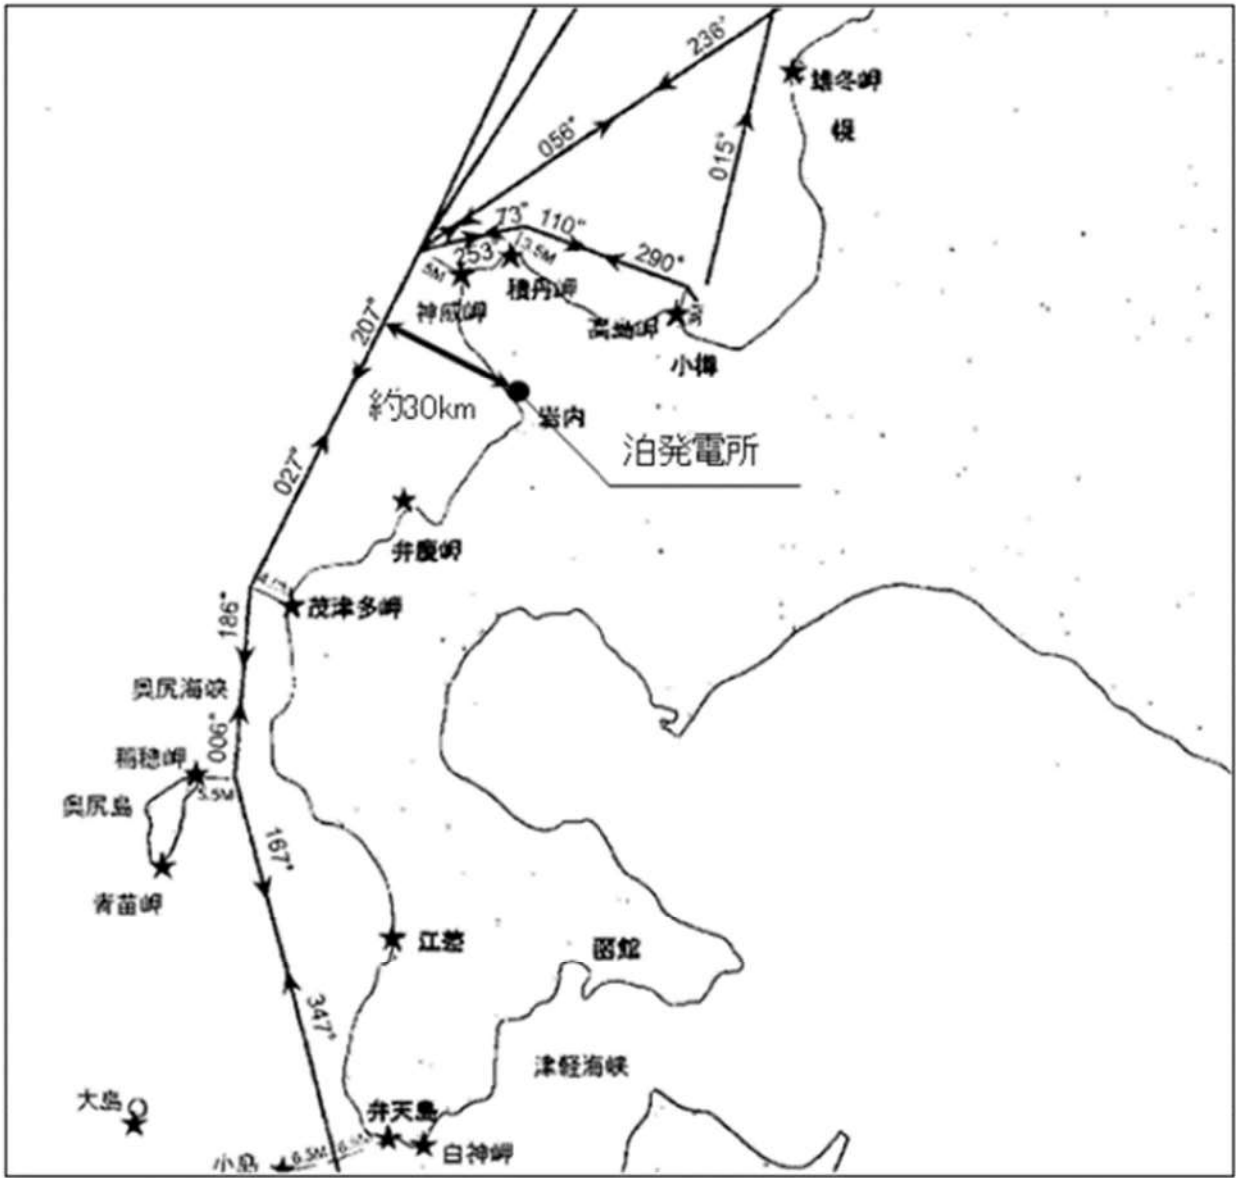 236°
雄冬岬
幌
056°
015°
73°
110°
253°
3.5M
290°
5M
積丹岬
神威岬
3M
高島岬
207°
小樽
約30km
岩内
泊発電所
027°
弁慶岬
茂津多岬
186°
奥尻海峡
006°
稲穂岬
5.5M
奥尻島
167°
青苗岬
江差
函館
347°
津軽海峡
大島
弁天島
小島
6.5M
白神岬